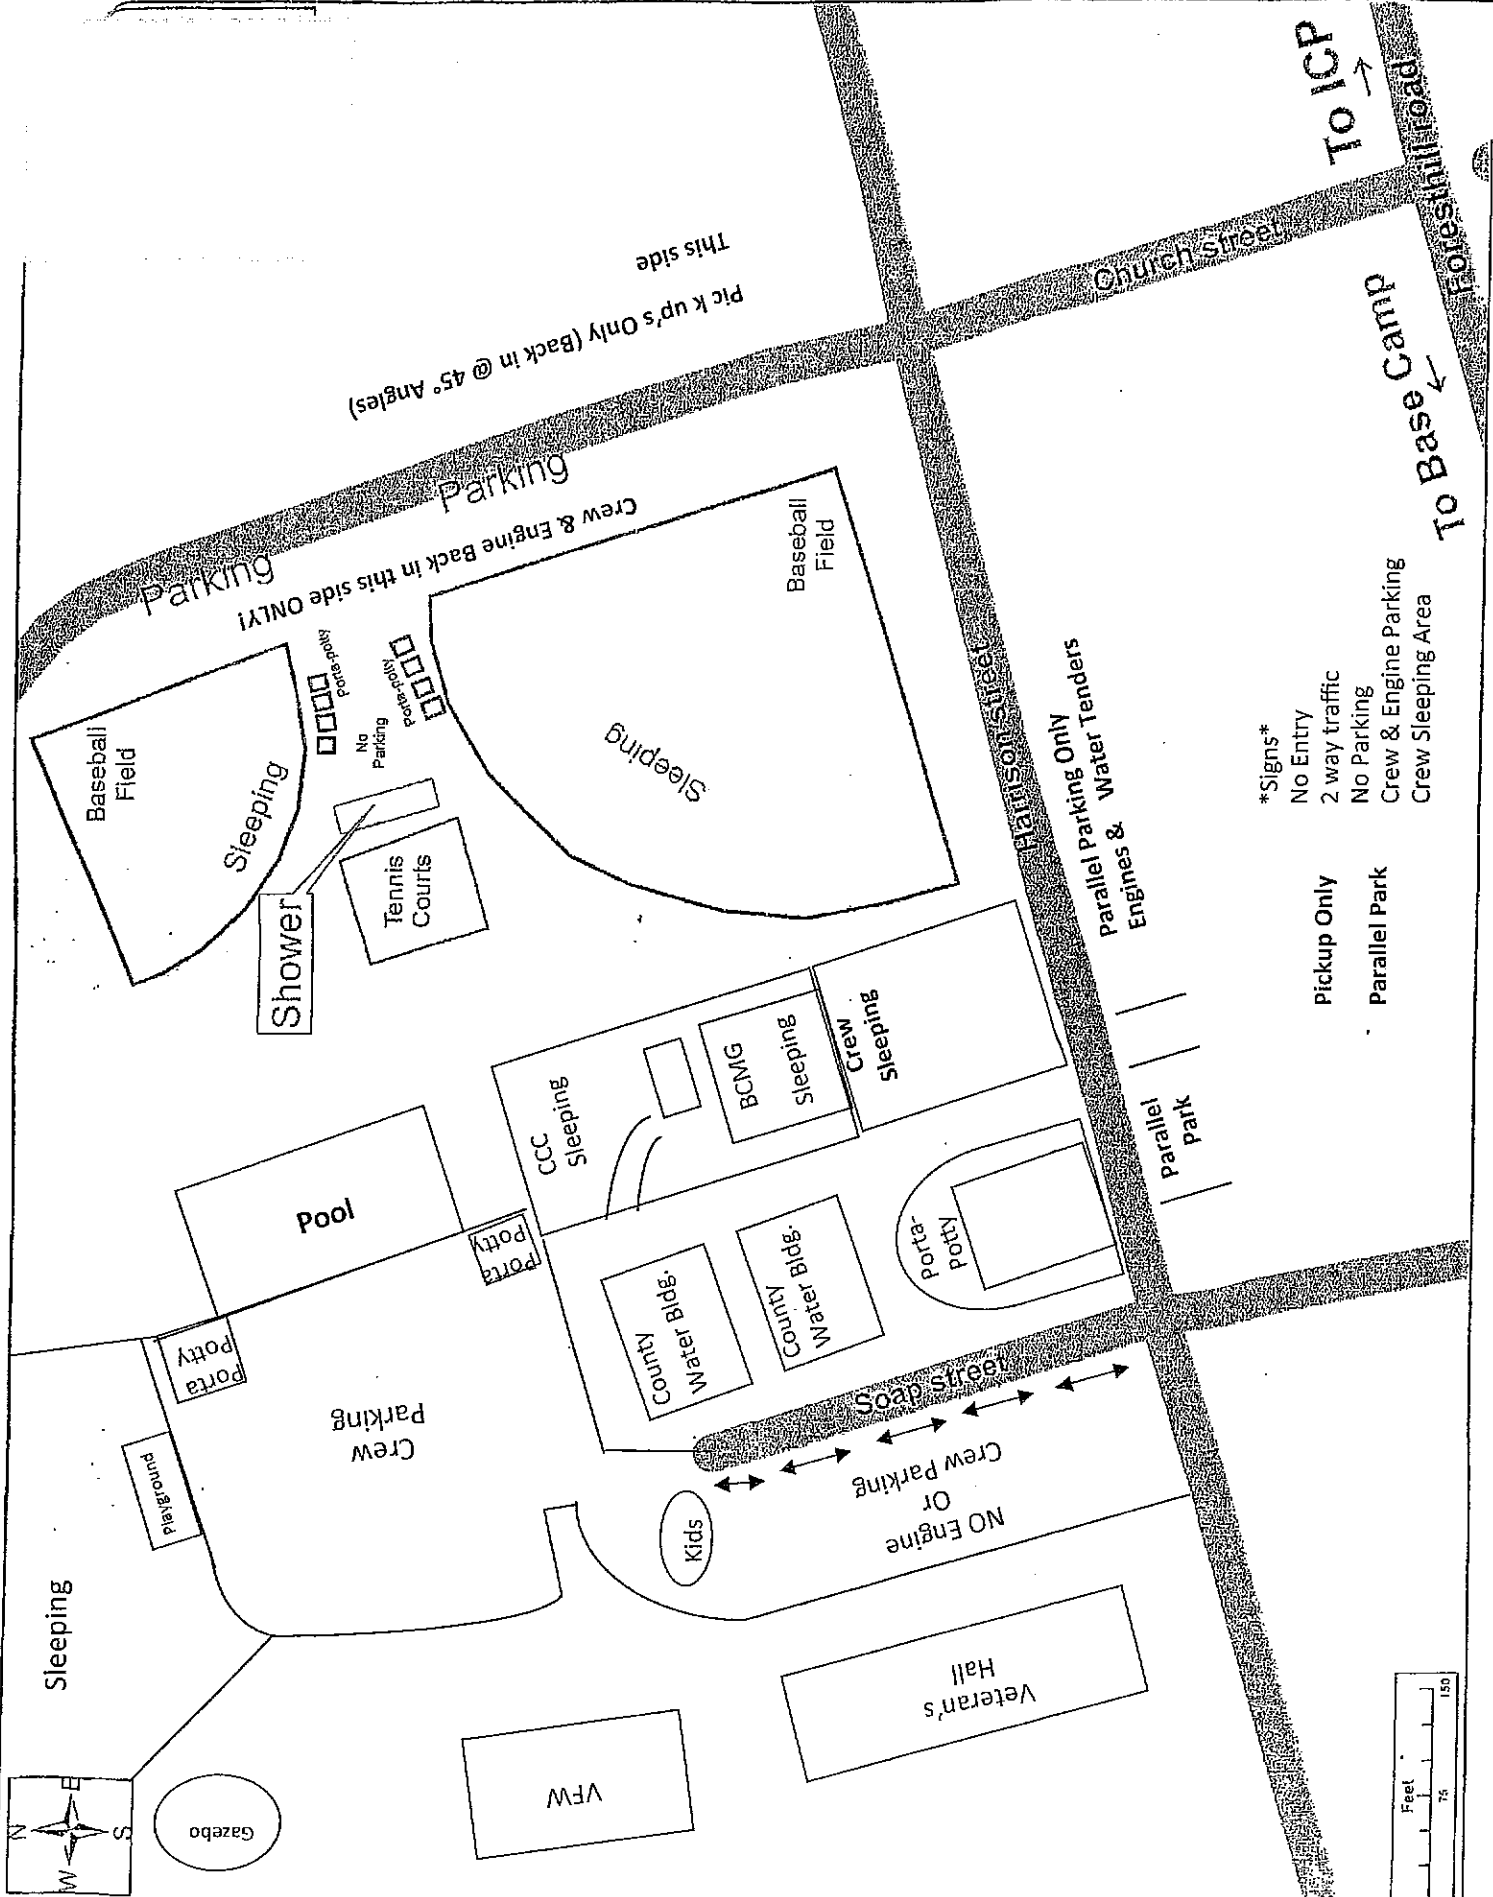 N
W
E
S
Gazebo
Sleeping
Playground
VFW
Veteran's
Hall
Crew
Parking
Porta
Potty
Pool
Porta
Potty
Kids
NO Engine
Or
Crew Parking
Soap street
County
Water Bldg.
County
Water Bldg.
Porta-
Potty
CCC
Sleeping
BCMG
Sleeping
Crew
Sleeping
Shower
Tennis
Courts
Baseball
Field
Sleeping
Porta-potty
No
Parking
Porta-potty
Sleeping
Baseball
Field
Parking
Parking
Crew & Engine Back in this side ONLY!
Pick up's Only (Back in @ 45° Angles)
This side
Harrison street
Parallel Parking Only
Engines & Water Tenders
Parallel
Park
Church street
Foresthill road
To ICP
→
To Base Camp
←
*Signs*
No Entry
2 way traffic
No Parking
Crew & Engine Parking
Crew Sleeping Area
Pickup Only
Parallel Park
Feet
75
150